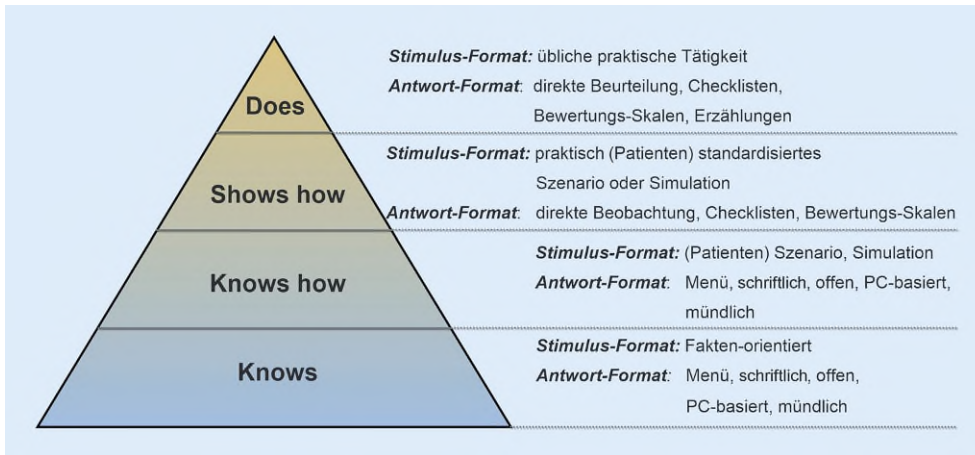 Does
Stimulus-Format: übliche praktische Tätigkeit
Antwort-Format: direkte Beurteilung, Checklisten,
Bewertungs-Skalen, Erzählungen
Shows how
Stimulus-Format: praktisch (Patienten) standardisiertes
Szenario oder Simulation
Antwort-Format: direkte Beobachtung, Checklisten, Bewertungs-Skalen
Knows how
Stimulus-Format: (Patienten) Szenario, Simulation
Antwort-Format: Menü, schriftlich, offen, PC-basiert,
mündlich
Knows
Stimulus-Format: Fakten-orientiert
Antwort-Format: Menü, schriftlich, offen,
PC-basiert, mündlich